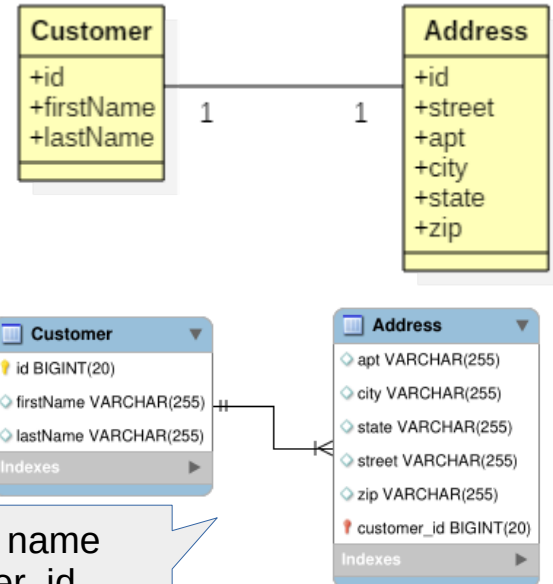 Customer
+id
+firstName
+lastName
1
1
Address
+id
+street
+apt
+city
+state
+zip
Customer
id BIGINT(20)
firstName VARCHAR(255)
lastName VARCHAR(255)
Indexes
Address
apt VARCHAR(255)
city VARCHAR(255)
state VARCHAR(255)
street VARCHAR(255)
zip VARCHAR(255)
customer_id BIGINT(20)
Indexes
name